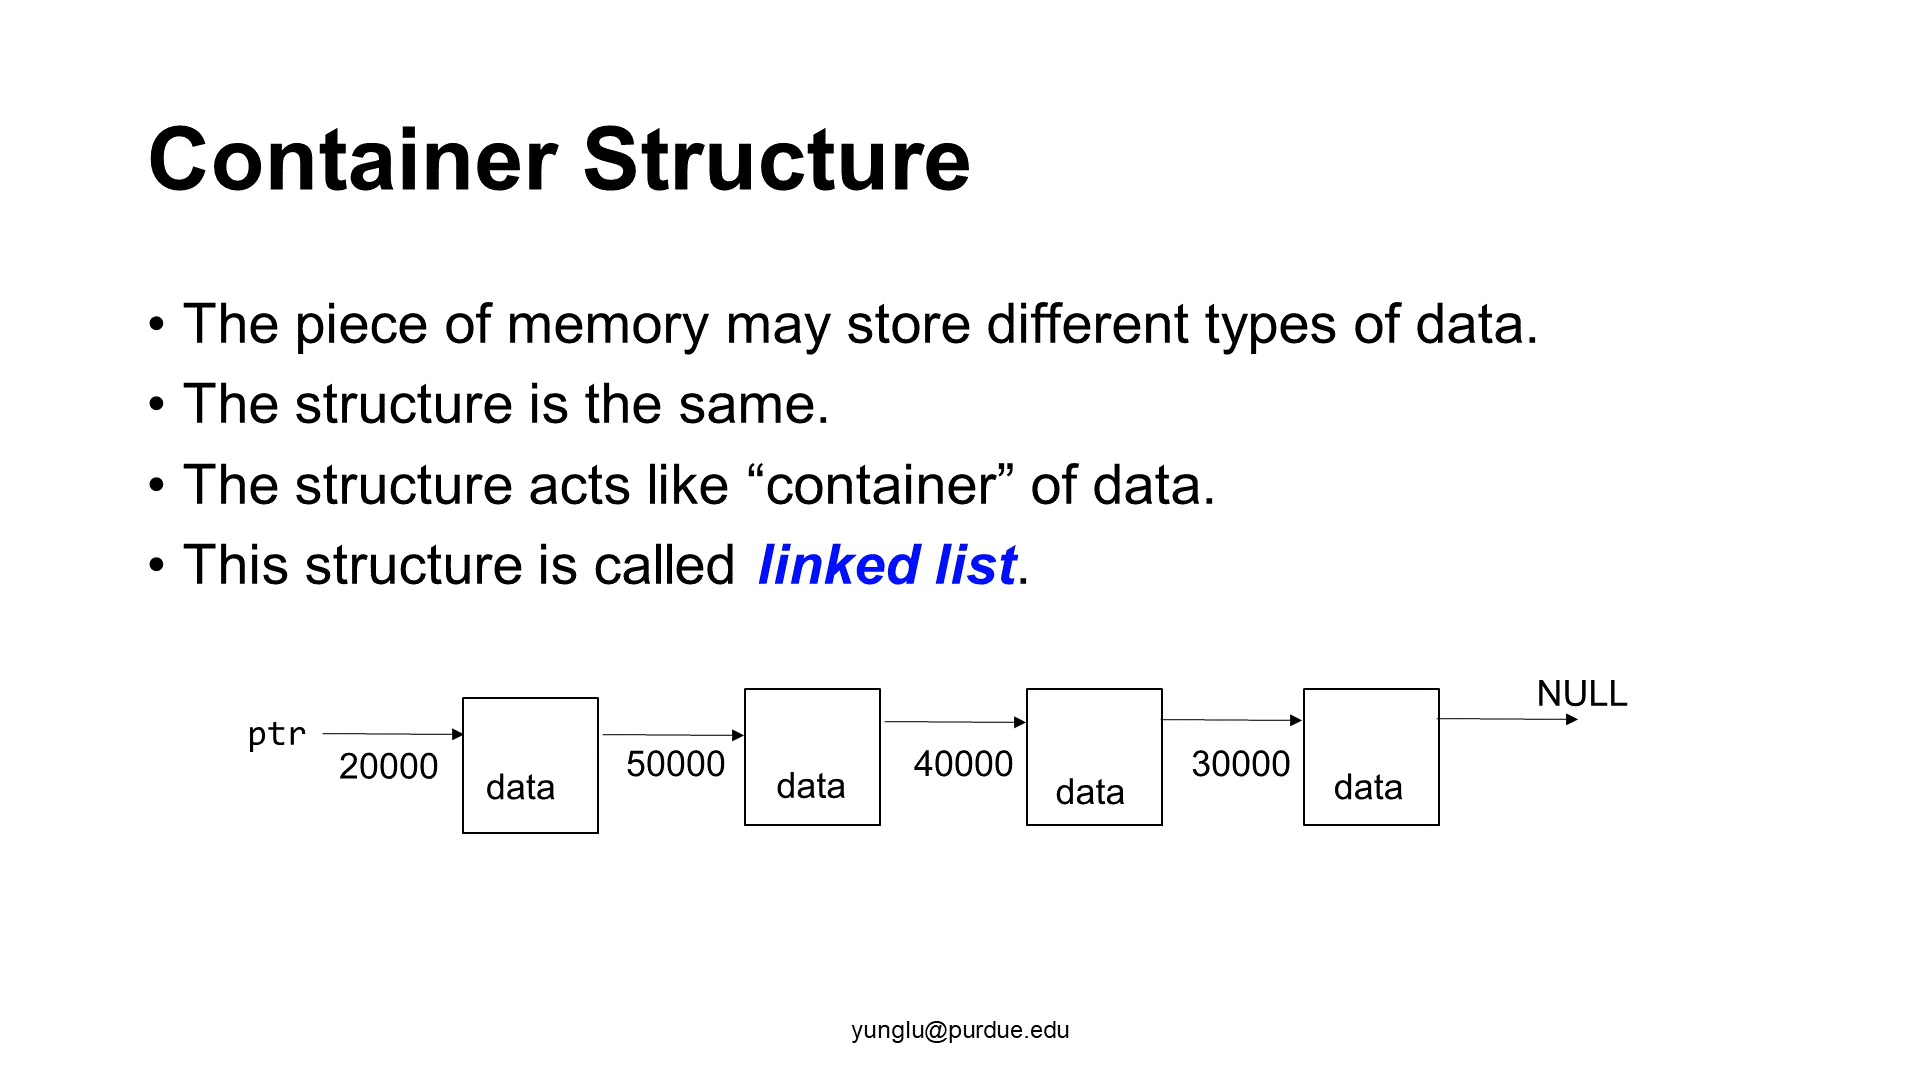 Container Structure
• The piece of memory may store different types of data.
• The structure is the same.
• The structure acts like “container” of data.
• This structure is called linked list.
NULL
ptr
20000
50000
40000
30000
data
data
data
data
yunglu@purdue.edu